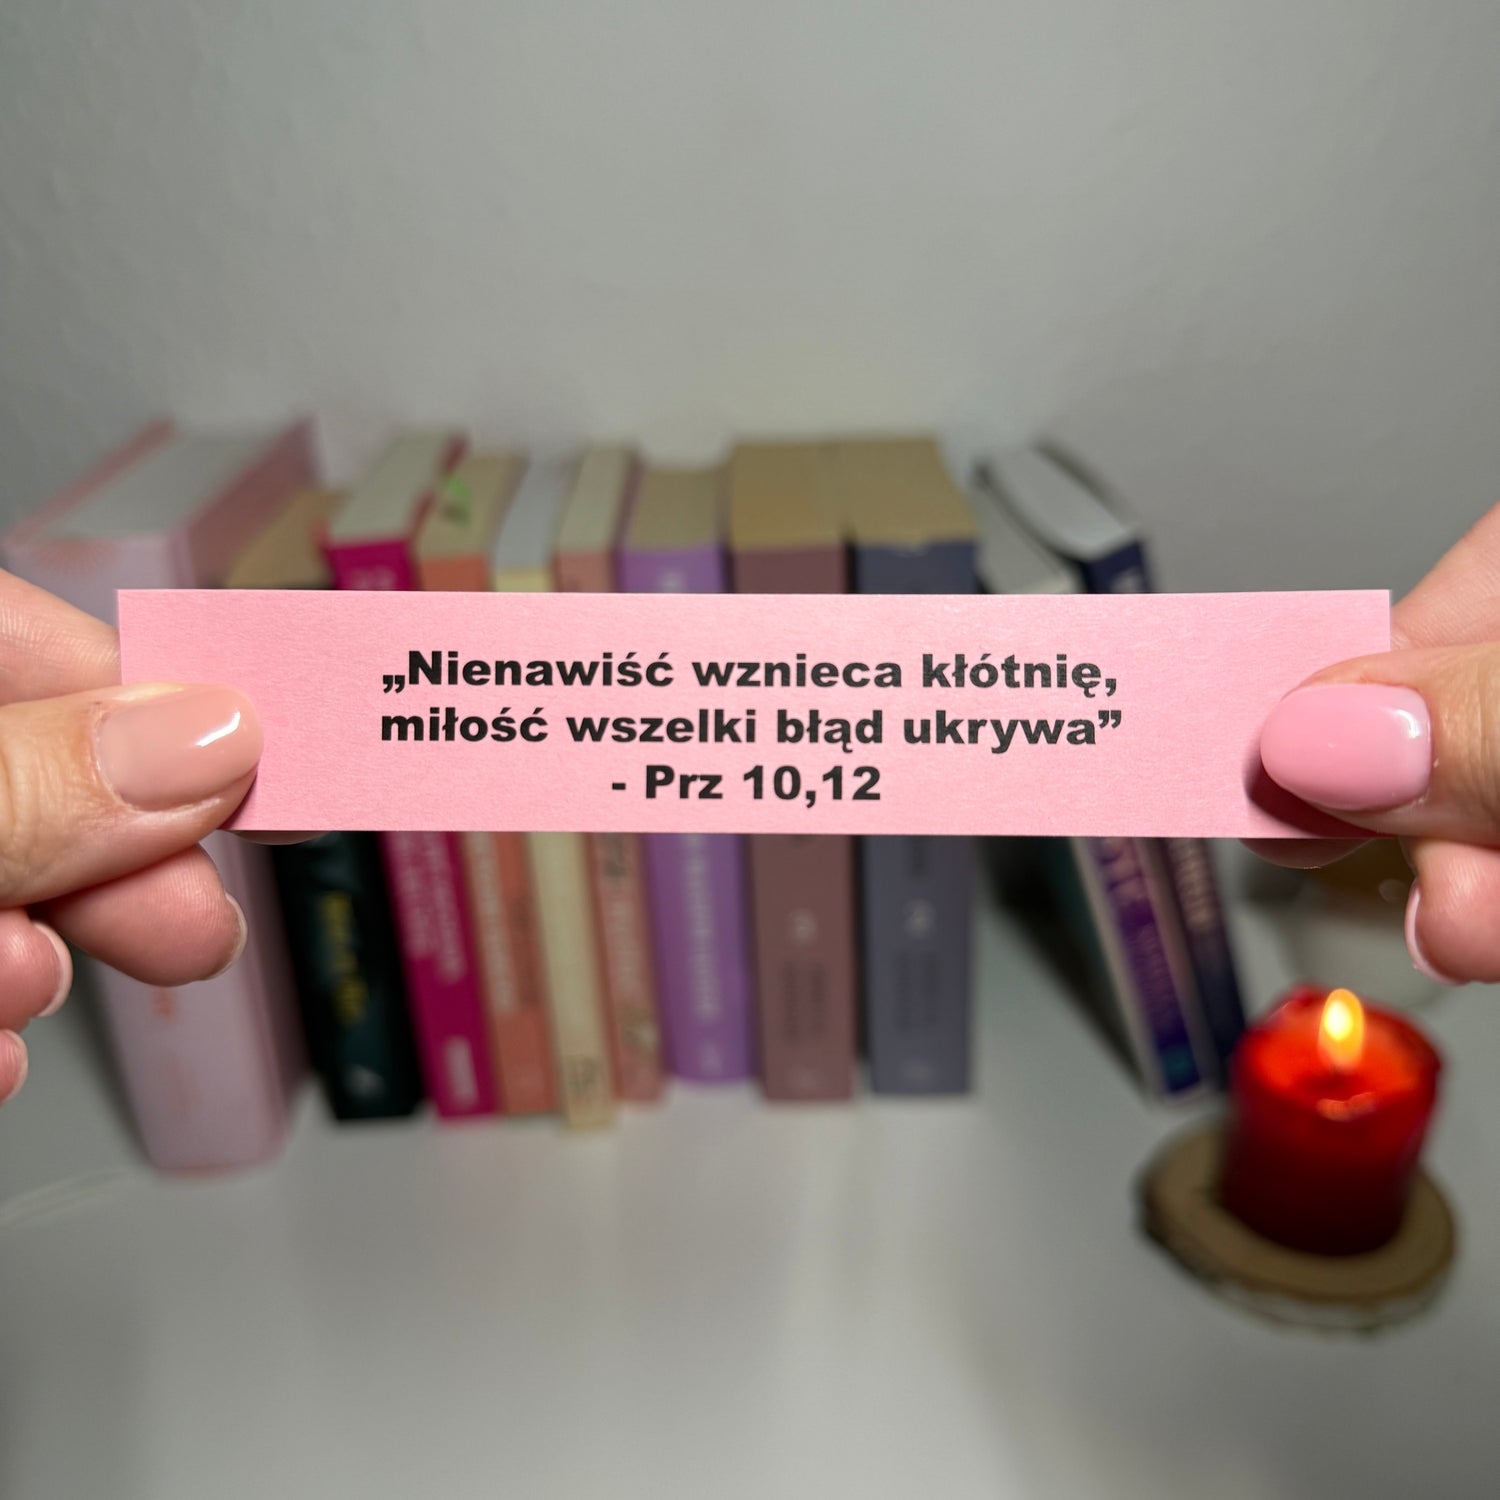 „Nienawiść wznieca kłótnię,
miłość wszelki błąd ukrywa”
- Prz 10,12